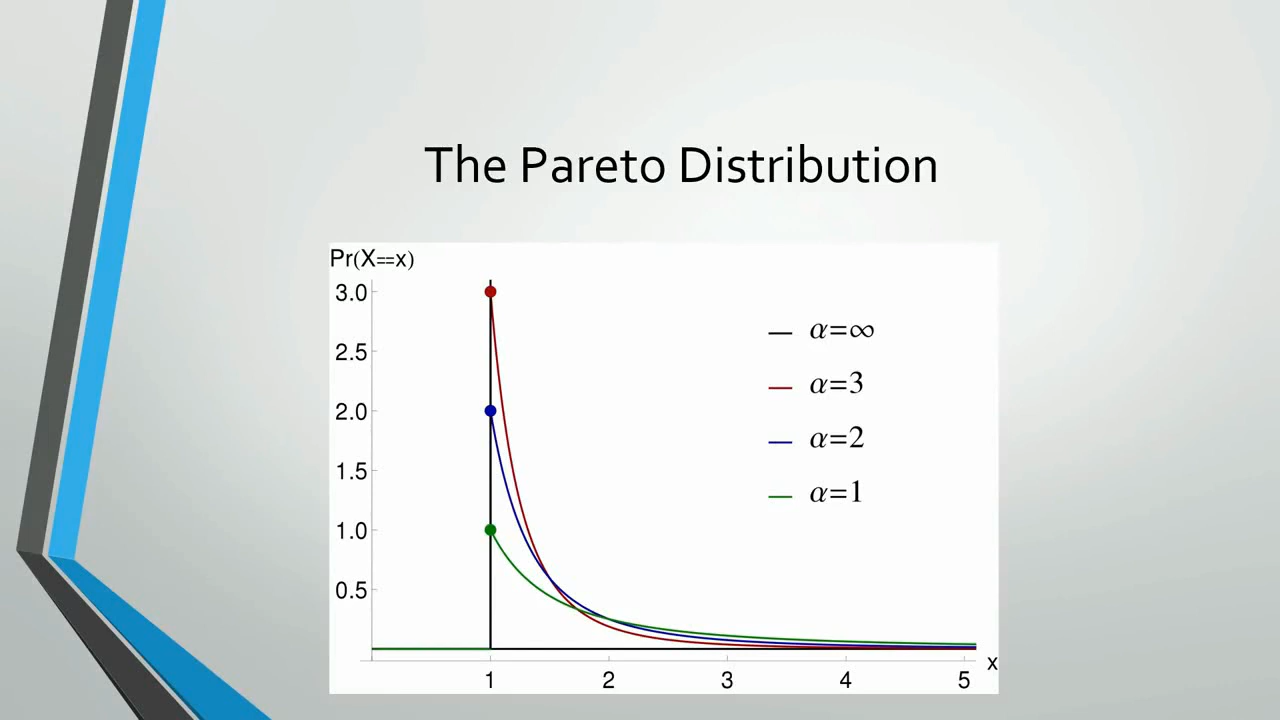 The Pareto Distribution
Pr(X==x)
3.0
2.5
2.0
1.5
1.0
0.5
α=∞
α=3
α=2
α=1
1 2 3 4 5 x